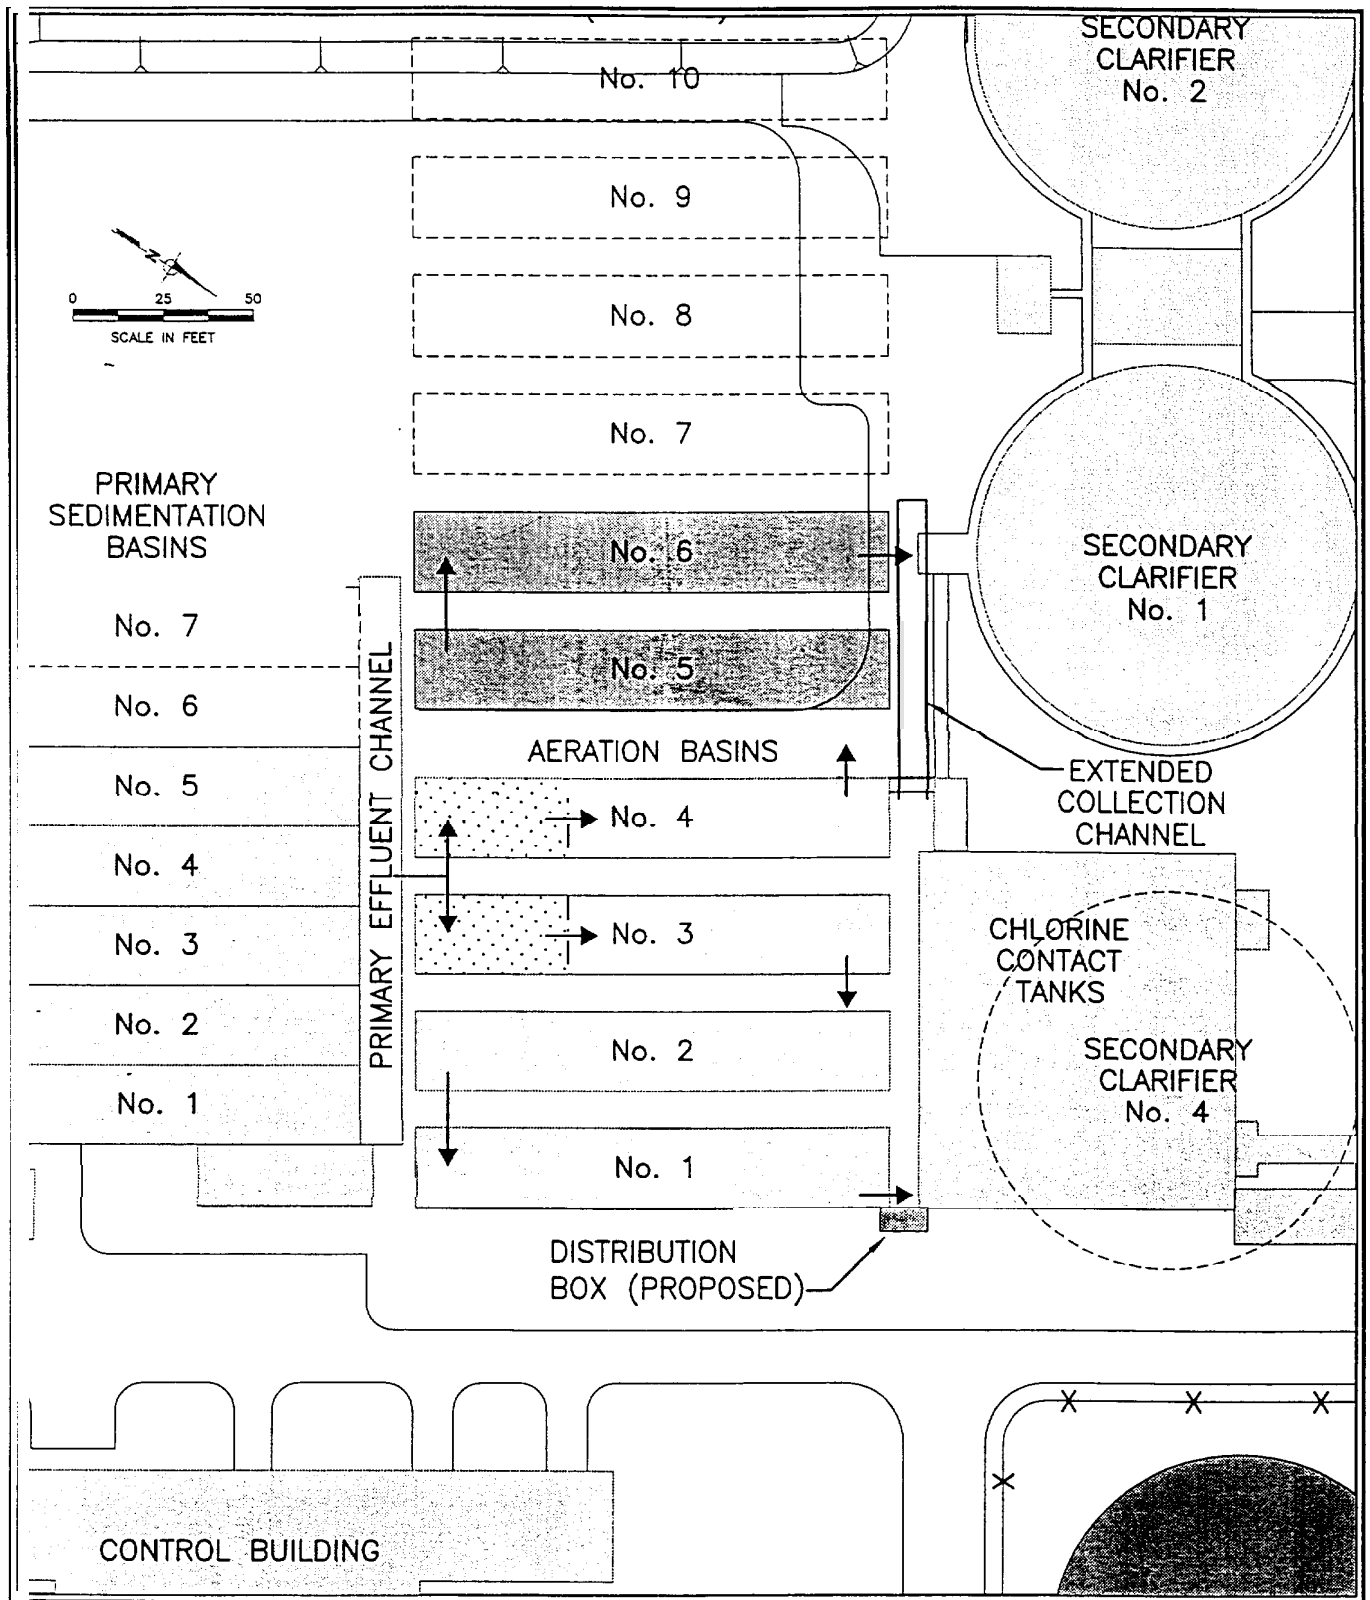 SECONDARY
CLARIFIER
No. 2
No. 10
No. 9
No. 8
No. 7
N
0 25 50
SCALE IN FEET
PRIMARY
SEDIMENTATION
BASINS
No. 7
No. 6
No. 5
No. 4
No. 3
No. 2
No. 1
PRIMARY EFFLUENT CHANNEL
No. 6
No. 5
AERATION BASINS
No. 4
No. 3
No. 2
No. 1
SECONDARY
CLARIFIER
No. 1
EXTENDED
COLLECTION
CHANNEL
CHLORINE
CONTACT
TANKS
SECONDARY
CLARIFIER
No. 4
DISTRIBUTION
BOX (PROPOSED)
CONTROL BUILDING